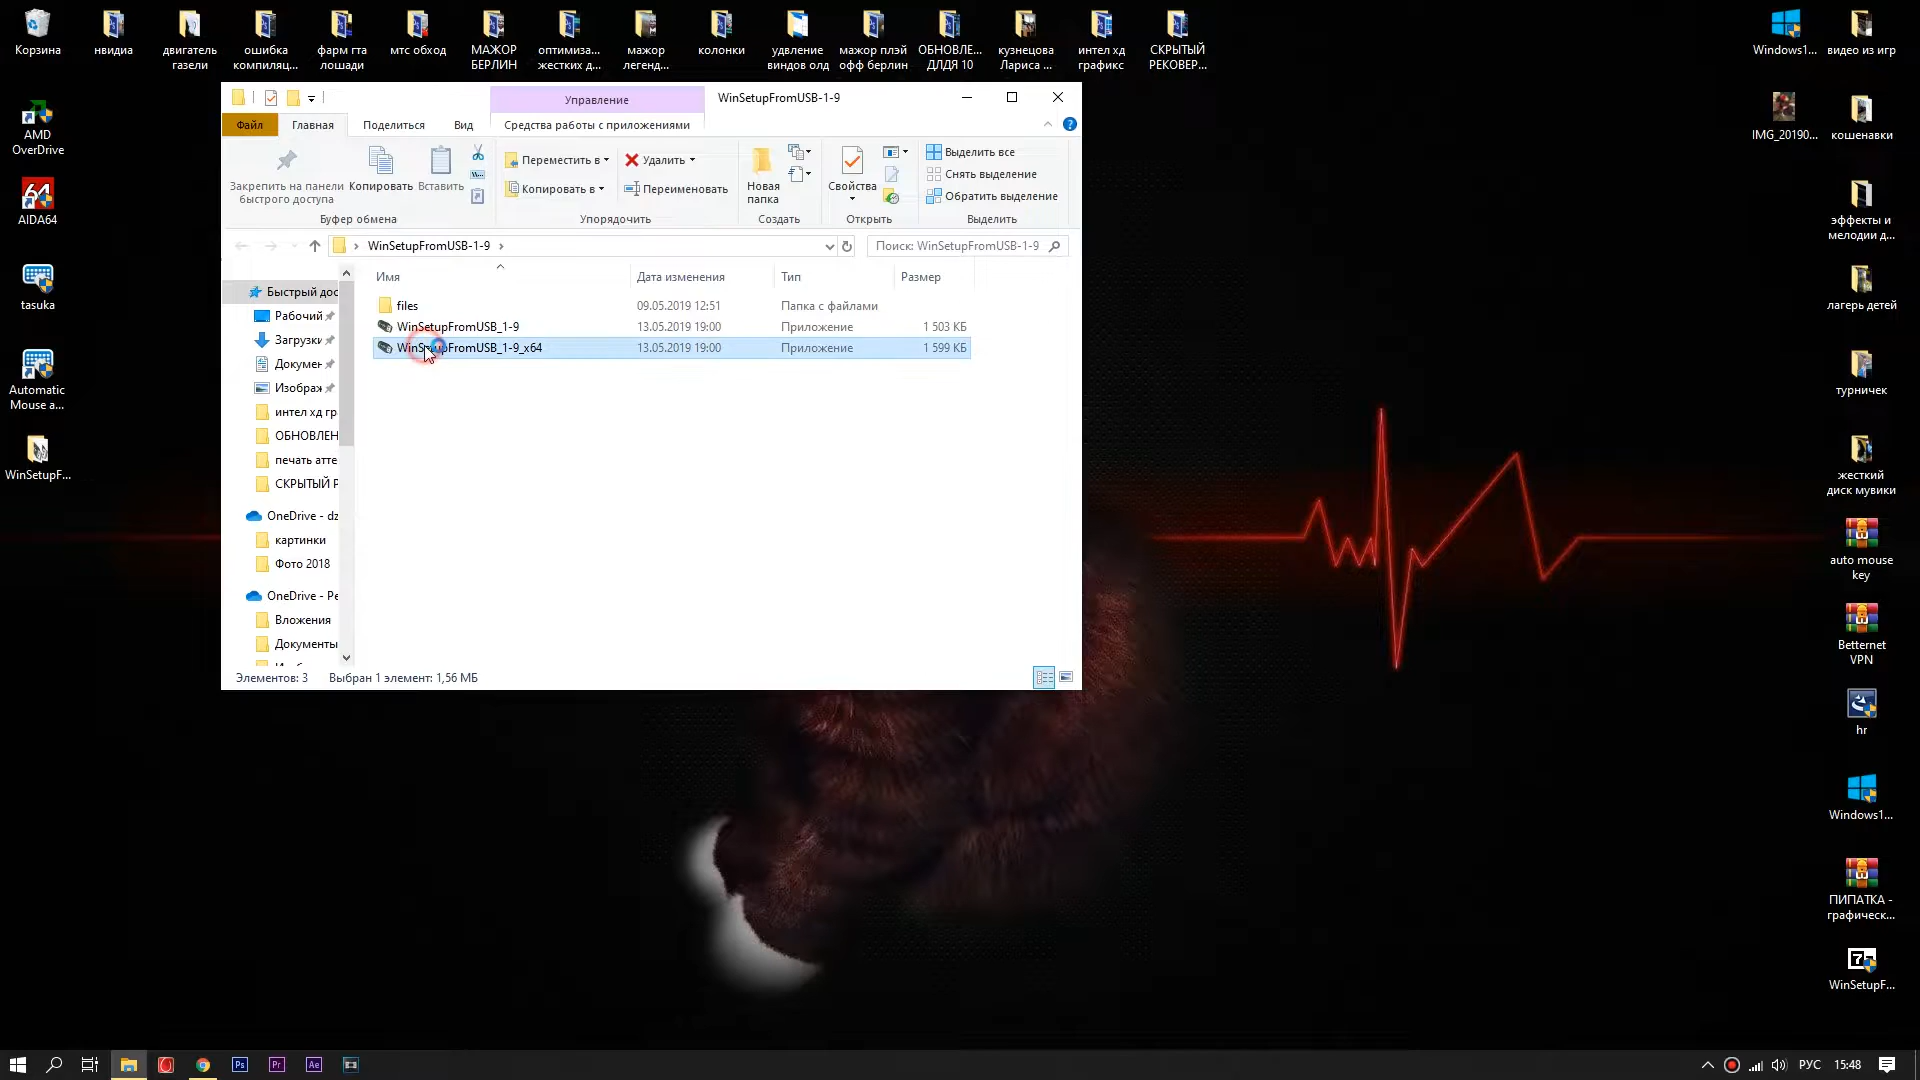 Корзина
нвидиа
двигатель
газели
ошибка
компиляц...
фарм гта
лошади
мтс обход
МАЖОР
БЕРЛИН
оптимиза...
жестких д...
мажор
легенд...
колонки
удвление
виндов олд
мажор плэй
офф берлин
ОБНОВЛЕ...
ДЛДЯ 10
кузнецова
Лариса ...
интел хд
графикс
СКРЫТЫЙ
РЕКОВЕР...
Windows1...
видео из игр
AMD
OverDrive
64
AIDA64
tasuka
Automatic
Mouse a...
WinSetupF...
IMG_20190...
кошенавки
эффекты и
мелодии д...
лагерь детей
турничек
жесткий
диск мувики
auto mouse
key
Betternet
VPN
hr
Windows1...
ПИПАТКА -
графическ...
WinSetupF...
Управление
WinSetupFromUSB-1-9
Файл
Главная
Поделиться
Вид
Средства работы с приложениями
Закрепить на панели
быстрого доступа
Копировать
Вставить
Буфер обмена
Переместить в
Удалить
Копировать в
Переименовать
Упорядочить
Новая
папка
Создать
Свойства
Открыть
Выделить все
Снять выделение
Обратить выделение
Выделить
WinSetupFromUSB-1-9
Поиск: WinSetupFromUSB-1-9
Имя
Дата изменения
Тип
Размер
files
09.05.2019 12:51
Папка с файлами
WinSetupFromUSB_1-9
13.05.2019 19:00
Приложение
1 503 КБ
WinSetupFromUSB_1-9_x64
13.05.2019 19:00
Приложение
1 599 КБ
Быстрый дос
Рабочий
Загрузки
Докумен
Изображ
интел хд гр
ОБНОВЛЕН
печать атте
СКРЫТЫЙ Р
OneDrive - dz
картинки
Фото 2018
OneDrive - Pe
Вложения
Документы
Элементов: 3
Выбран 1 элемент: 1,56 МБ
Ps
Pr
Ae
РУС
15:48